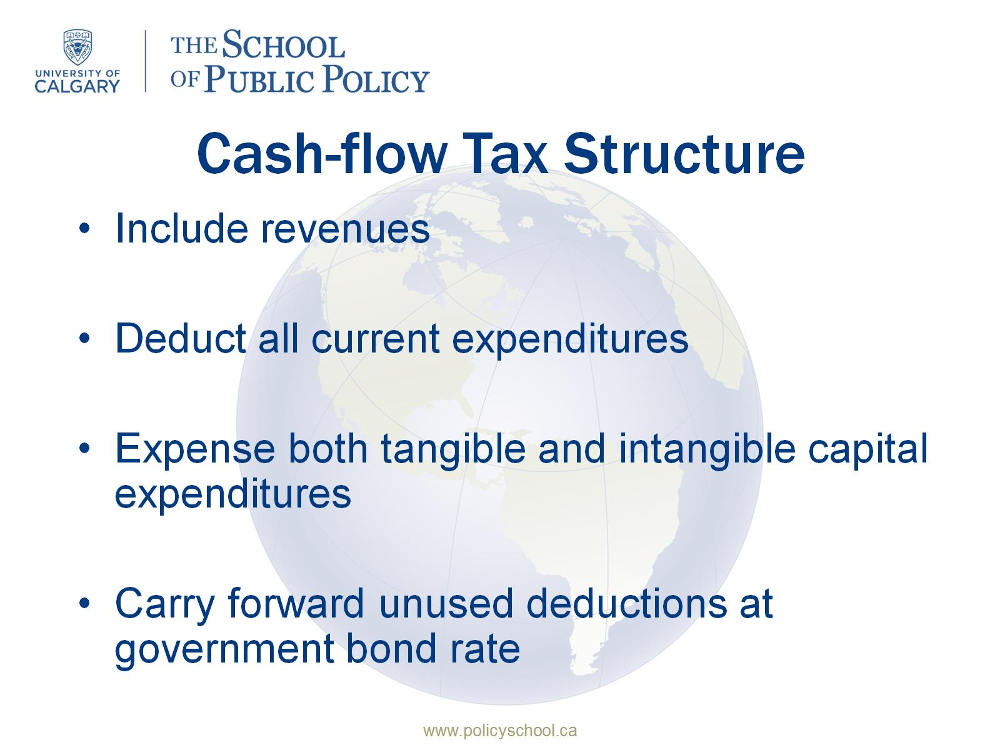 UNIVERSITY OF
CALGARY
THE SCHOOL
OF PUBLIC POLICY
Cash-flow Tax Structure
• Include revenues
• Deduct all current expenditures
• Expense both tangible and intangible capital
expenditures
• Carry forward unused deductions at
government bond rate
www.policyschool.ca